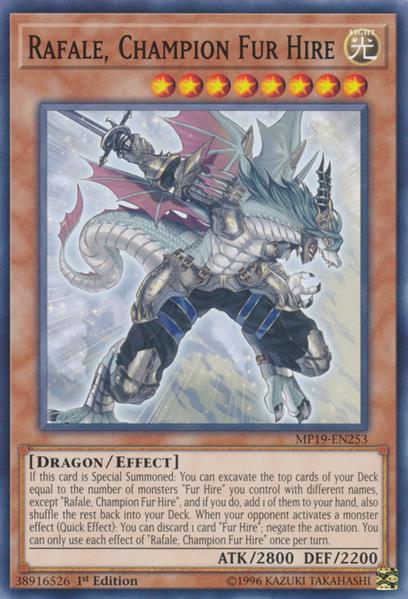 RAFALE, CHAMPION FUR HIRE
LIGHT
光
MP19-EN253
[DRAGON/EFFECT]
If this card is Special Summoned: You can excavate the top cards of your Deck
equal to the number of monsters "Fur Hire" you control with different names,
except "Rafale, Champion Fur Hire", and if you do, add 1 of them to your hand, also
shuffle the rest back into your Deck. When your opponent activates a monster
effect (Quick Effect): You can discard 1 card "Fur Hire"; negate the activation. You
can only use each effect of "Rafale, Champion Fur Hire" once per turn.
ATK/2800 DEF/2200
38916526 1st Edition ©1996 KAZUKI TAKAHASHI